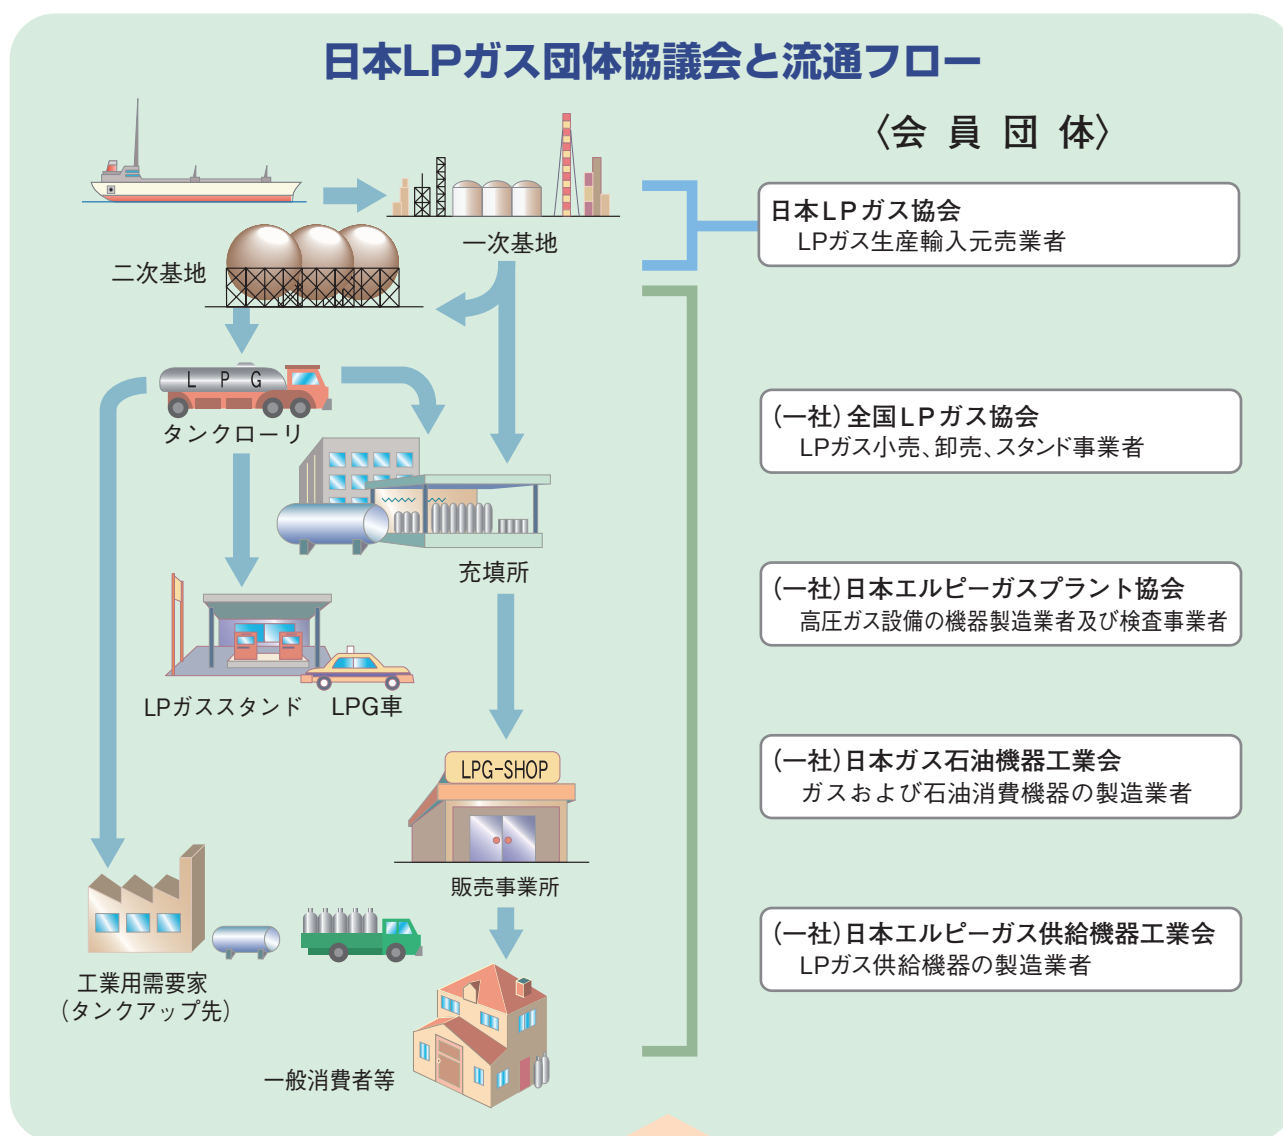 日本LPガス団体協議会と流通フロー
〈会員団体〉
一次基地
二次基地
LPG
タンクローリ
充填所
LPガススタンド
LPG車
LPG-SHOP
販売事業所
工業用需要家
(タンクアップ先)
一般消費者等
日本LPガス協会
LPガス生産輸入元売業者
(一社)全国LPガス協会
LPガス小売、卸売、スタンド事業者
(一社)日本エルピーガスプラント協会
高圧ガス設備の機器製造業者及び検査事業者
(一社)日本ガス石油機器工業会
ガスおよび石油消費機器の製造業者
(一社)日本エルピーガス供給機器工業会
LPガス供給機器の製造業者